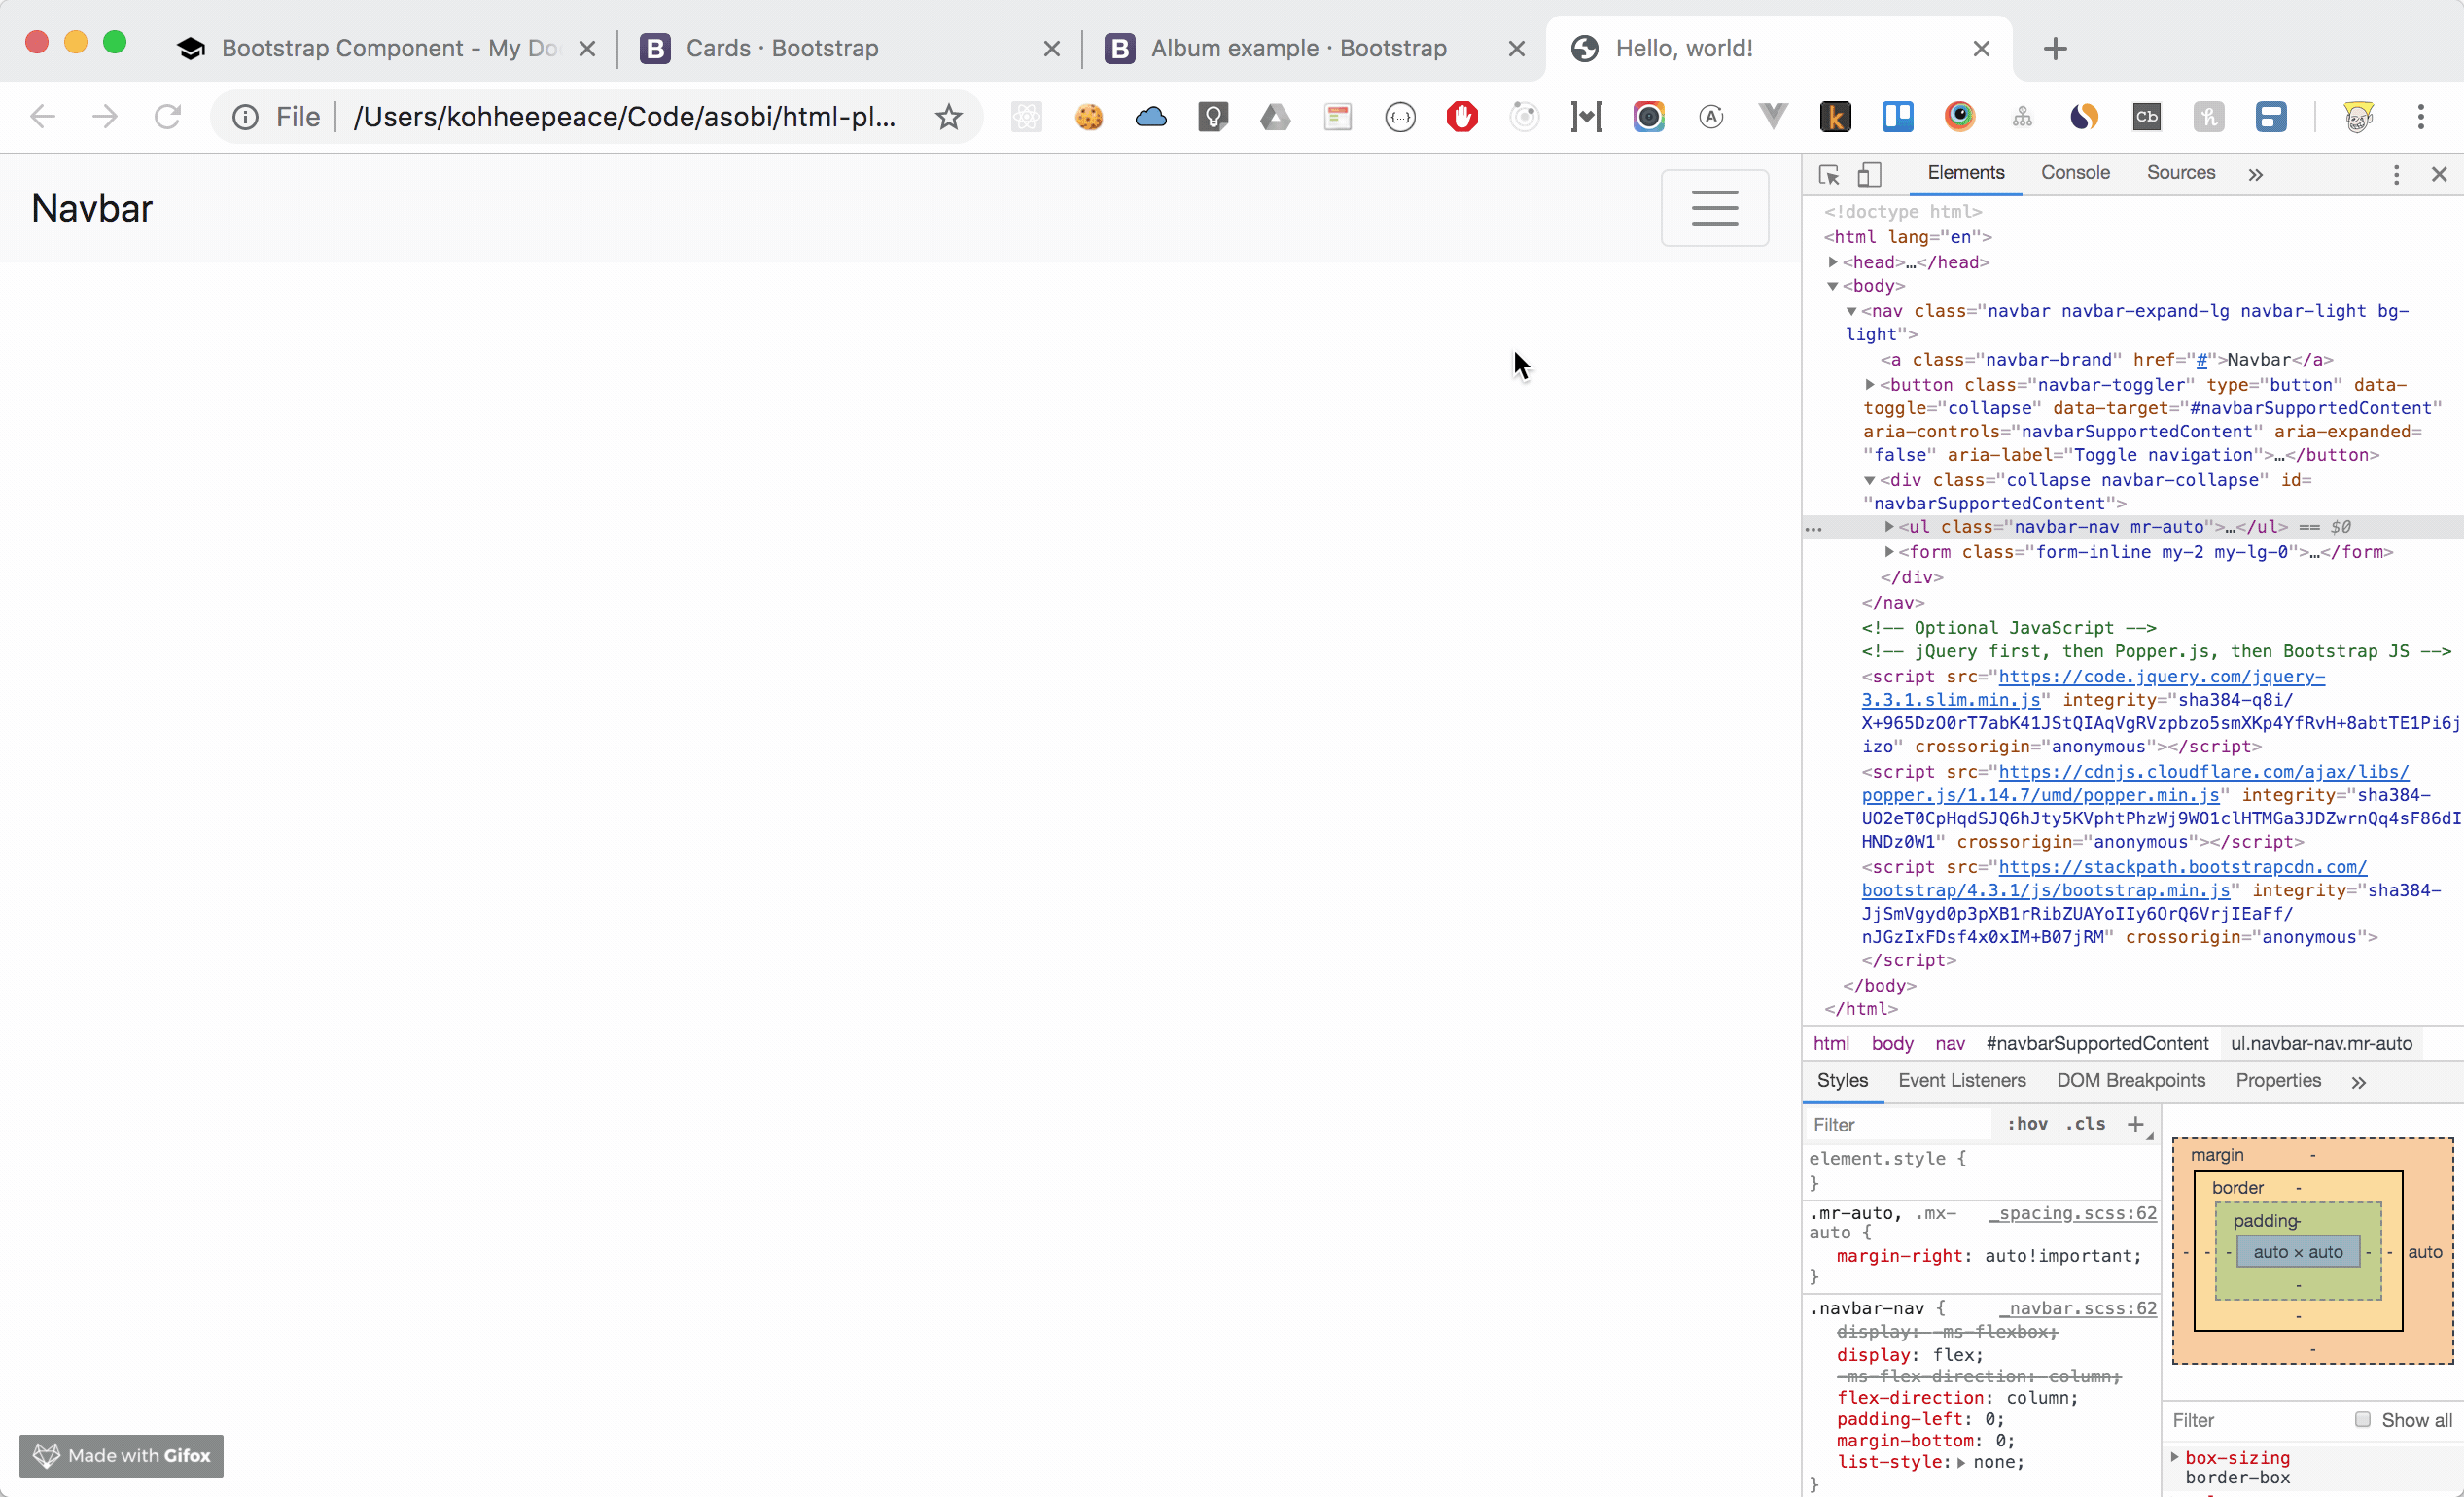 Bootstrap Component - My Do
Cards · Bootstrap
Album example · Bootstrap
Hello, world!
File
/Users/kohheepeace/Code/asobi/html-pl...
Navbar
Elements
Console
Sources
<!doctype html>
<html lang="en">
<head>…</head>
<body>
<nav class="navbar navbar-expand-lg navbar-light bg-
light">
<a class="navbar-brand" href="#">Navbar</a>
<button class="navbar-toggler" type="button" data-
toggle="collapse" data-target="#navbarSupportedContent"
aria-controls="navbarSupportedContent" aria-expanded=
"false" aria-label="Toggle navigation">…</button>
<div class="collapse navbar-collapse" id=
"navbarSupportedContent">
<ul class="navbar-nav mr-auto">…</ul> == $0
<form class="form-inline my-2 my-lg-0">…</form>
</div>
</nav>
<!-- Optional JavaScript -->
<!-- jQuery first, then Popper.js, then Bootstrap JS -->
<script src="https://code.jquery.com/jquery-
3.3.1.slim.min.js" integrity="sha384-q8i/
X+965DzO0rT7abK41JStQIAqVgRVzpbzo5smXKp4YfRvH+8abtTE1Pi6j
izo" crossorigin="anonymous"></script>
<script src="https://cdnjs.cloudflare.com/ajax/libs/
popper.js/1.14.7/umd/popper.min.js" integrity="sha384-
UO2eT0CpHqdSJQ6hJty5KVphtPhzWj9WO1clHTMGa3JDZwrnQq4sF86dI
HNDz0W1" crossorigin="anonymous"></script>
<script src="https://stackpath.bootstrapcdn.com/
bootstrap/4.3.1/js/bootstrap.min.js" integrity="sha384-
JjSmVgyd0p3pXB1rRibZUAYoIIy6OrQ6VrjIEaFf/
nJGzIxFDsf4x0xIM+B07jRM" crossorigin="anonymous">
</script>
</body>
</html>
html body nav #navbarSupportedContent ul.navbar-nav.mr-auto
Styles Event Listeners DOM Breakpoints Properties
Filter :hov .cls +
element.style {
}
.mr-auto, .mx- _spacing.scss:62
auto {
margin-right: auto!important;
}
.navbar-nav { _navbar.scss:62
display: -ms-flexbox;
display: flex;
-ms-flex-direction: column;
flex-direction: column;
padding-left: 0;
margin-bottom: 0;
list-style: none;
}
margin -
border -
padding-
- - - auto × auto - - auto
-
-
-
Filter Show all
box-sizing
border-box
Made with Gifox